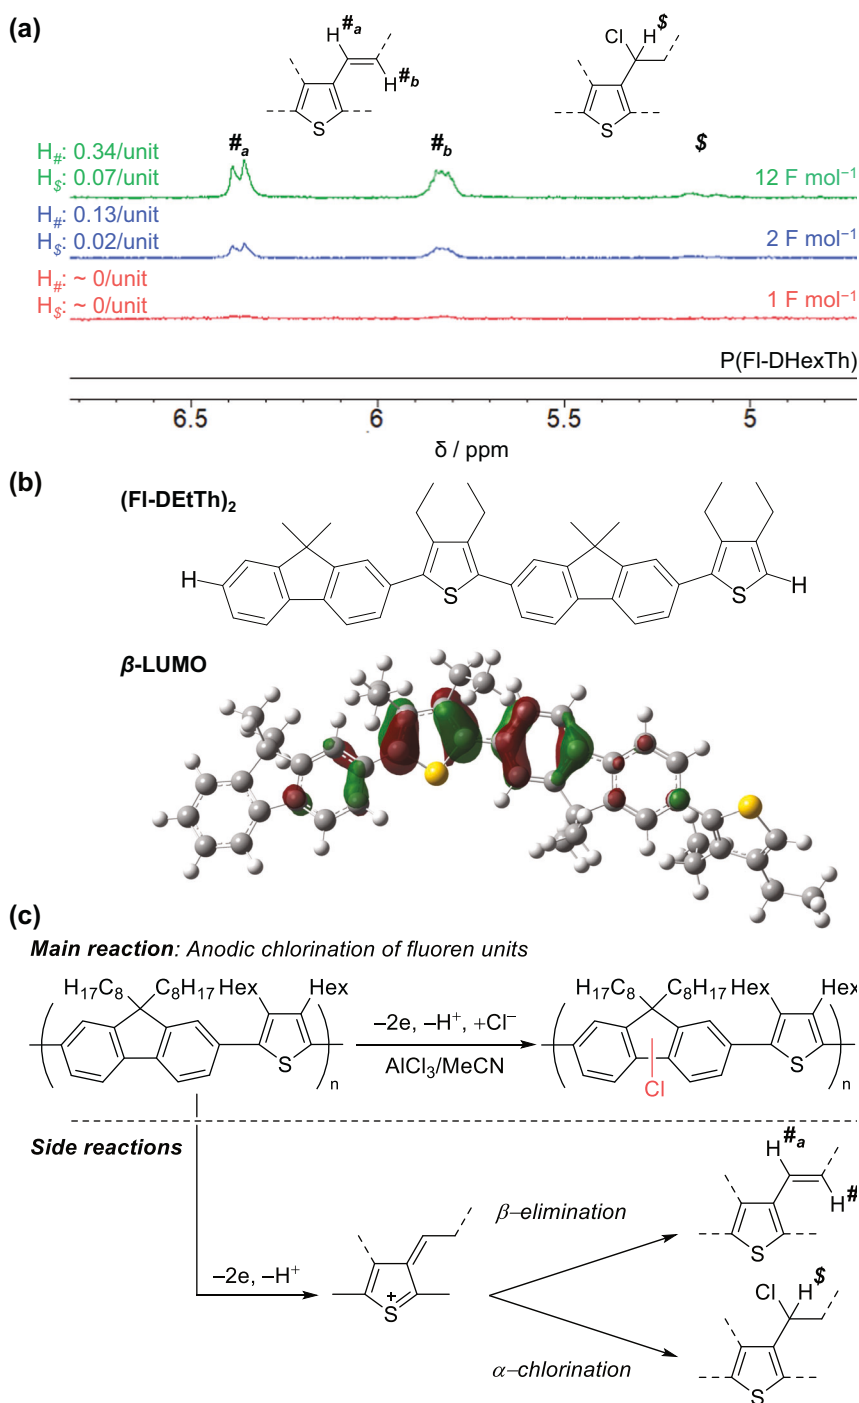 (a)
H #a
H #b
Cl H $
S
S
H#: 0.34/unit
H$: 0.07/unit
#a #b $
12 F mol⁻¹
H#: 0.13/unit
H$: 0.02/unit
2 F mol⁻¹
H#: ~ 0/unit
H$: ~ 0/unit
1 F mol⁻¹
P(Fl-DHexTh)
6.5 6 5.5 5
δ / ppm
(b)
(Fl-DEtTh)₂
H S S H
β-LUMO
(c)
Main reaction: Anodic chlorination of fluoren units
H₁₇C₈ C₈H₁₇ Hex Hex
S
n
–2e, –H⁺, +Cl⁻
AlCl₃/MeCN
H₁₇C₈ C₈H₁₇ Hex Hex
S
n
Cl
Side reactions
–2e, –H⁺
S
+
β–elimination
H #a
H #
S
α–chlorination
Cl H $
S